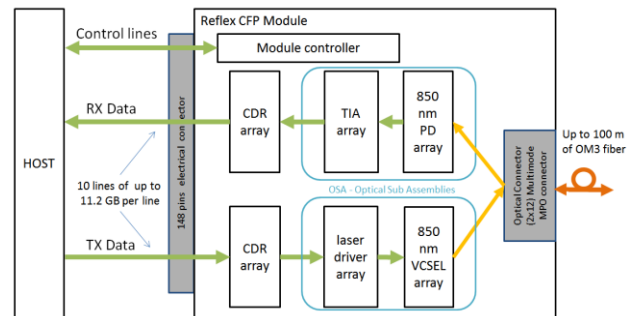 Reflex CFP Module
Control lines
Module controller
RX Data
CDR
array
TIA
array
850
nm
PD
array
HOST
148 pins electrical connector
10 lines of up to
11.2 GB per line
OSA - Optical Sub Assemblies
Optical Connector
(2x12) Multimode
MPO connector
Up to 100 m
of OM3 fiber
TX Data
CDR
array
laser
driver
array
850
nm
VCSEL
array